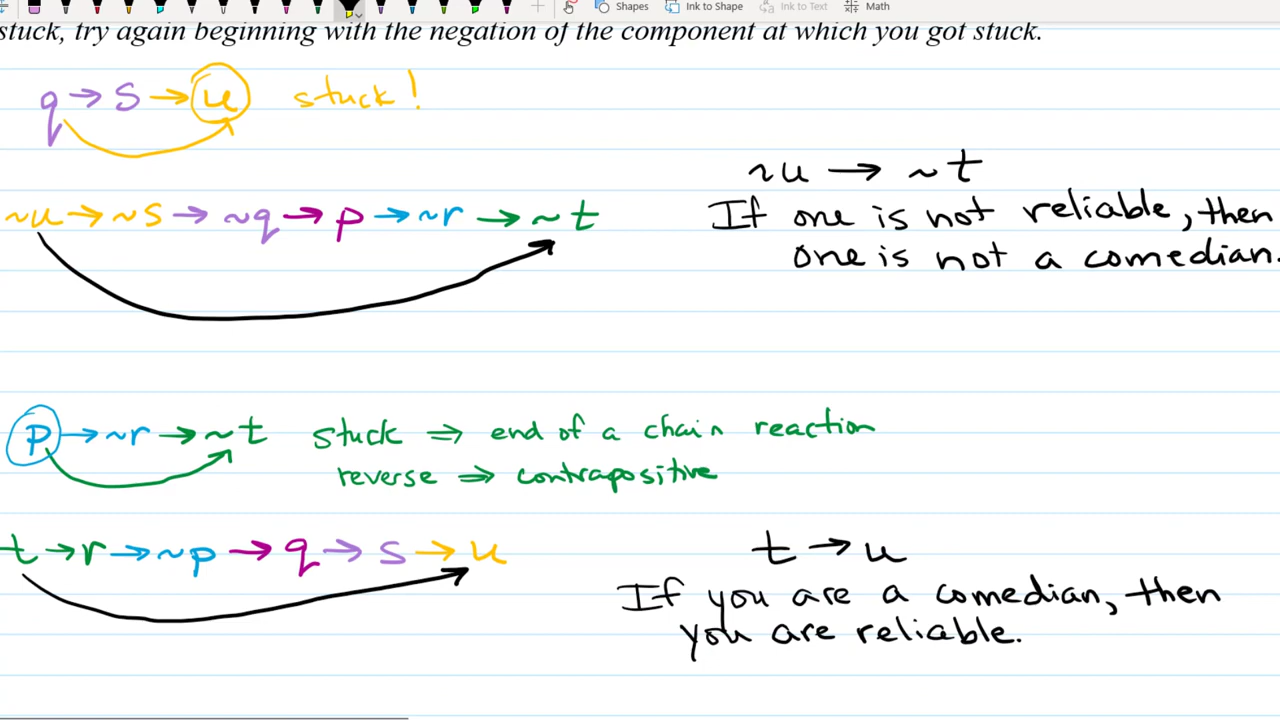 Shapes Ink to Shape Ink to Text Math
stuck, try again beginning with the negation of the component at which you got stuck.
q → s → u stuck!
~u → ~t
~u → ~s → ~q → p → ~r → ~t
If one is not reliable, then
one is not a comedian.
p → ~r → ~t stuck ⇒ end of a chain reaction
reverse ⇒ contrapositive
t → r → ~p → q → s → u
t → u
If you are a comedian, then
you are reliable.